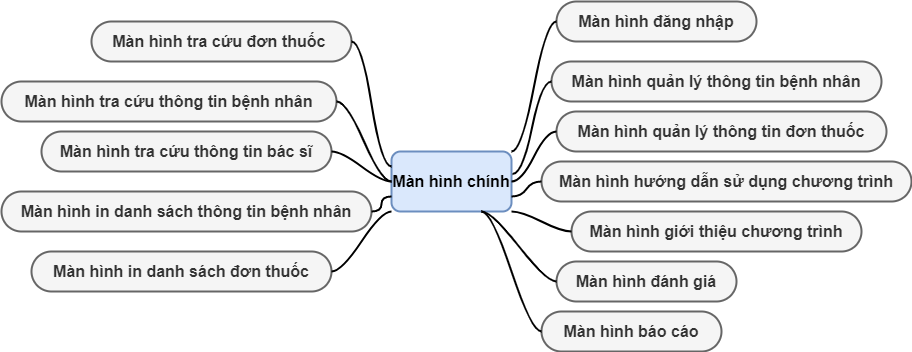 Màn hình tra cứu đơn thuốc
Màn hình tra cứu thông tin bệnh nhân
Màn hình tra cứu thông tin bác sĩ
Màn hình in danh sách thông tin bệnh nhân
Màn hình in danh sách đơn thuốc
Màn hình chính
Màn hình đăng nhập
Màn hình quản lý thông tin bệnh nhân
Màn hình quản lý thông tin đơn thuốc
Màn hình hướng dẫn sử dụng chương trình
Màn hình giới thiệu chương trình
Màn hình đánh giá
Màn hình báo cáo